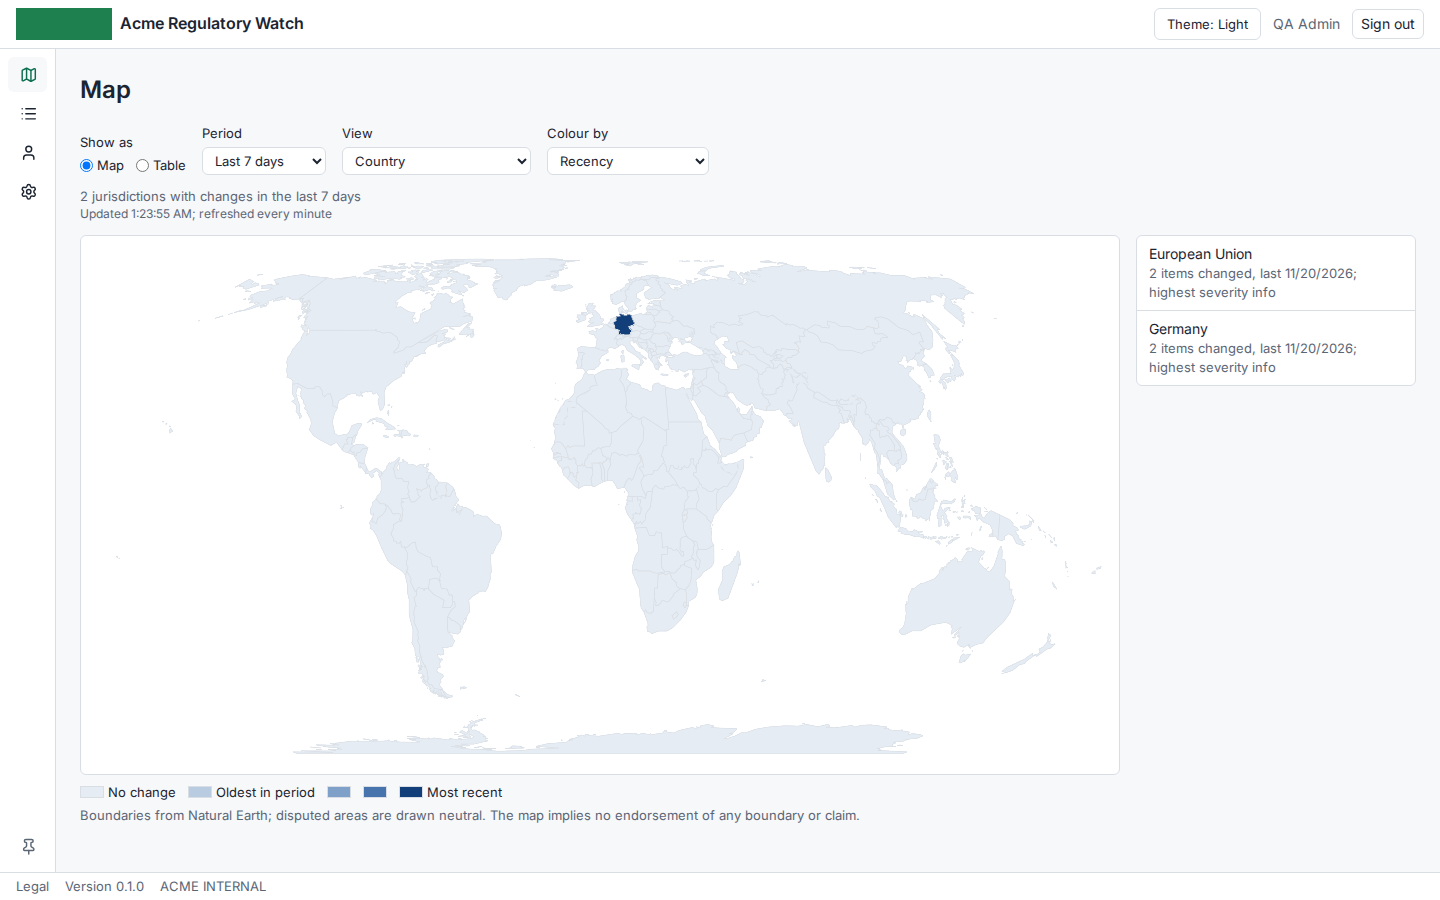 Acme Regulatory Watch
Theme: Light
QA Admin
Sign out
Map
Show as
Map
Table
Period
Last 7 days
View
Country
Colour by
Recency
2 jurisdictions with changes in the last 7 days
Updated 1:23:55 AM; refreshed every minute
European Union
2 items changed, last 11/20/2026;
highest severity info
Germany
2 items changed, last 11/20/2026;
highest severity info
No change
Oldest in period
Most recent
Boundaries from Natural Earth; disputed areas are drawn neutral. The map implies no endorsement of any boundary or claim.
Legal
Version 0.1.0
ACME INTERNAL